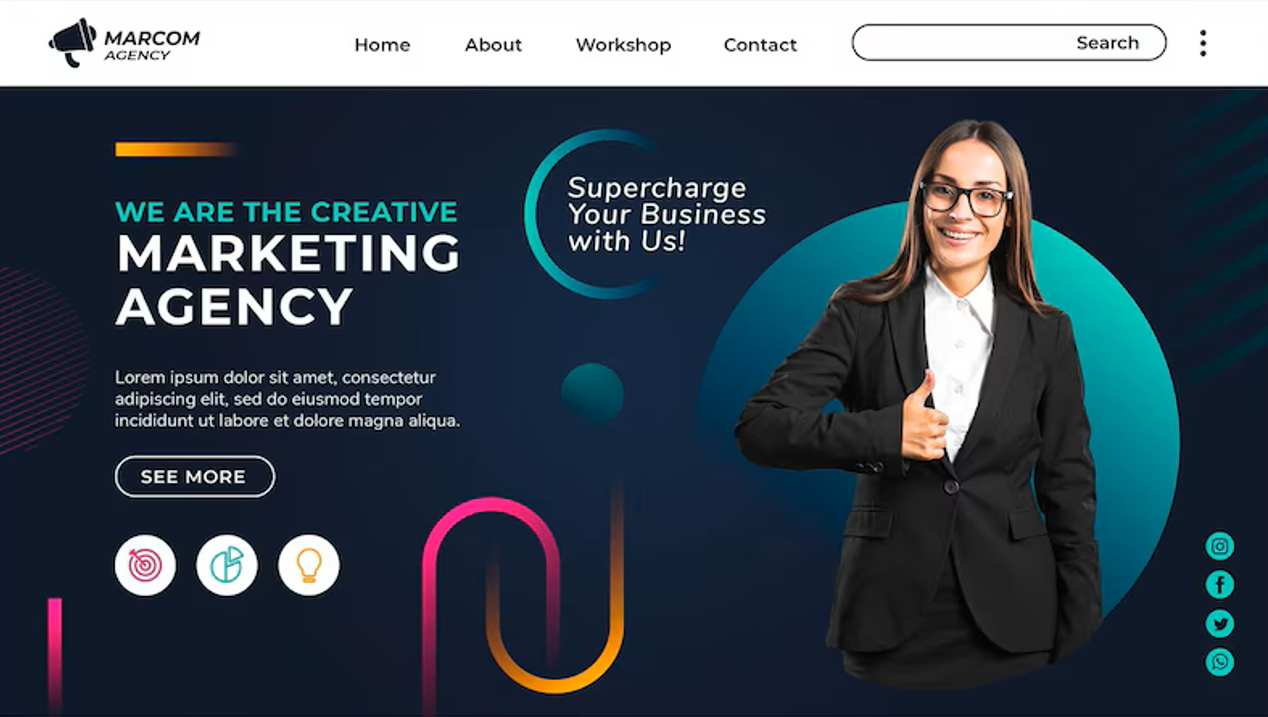 MARCOM
AGENCY
Home
About
Workshop
Contact
Search
WE ARE THE CREATIVE
MARKETING
AGENCY
Supercharge
Your Business
with Us!
Lorem ipsum dolor sit amet, consectetur
adipiscing elit, sed do eiusmod tempor
incididunt ut labore et dolore magna aliqua.
SEE MORE